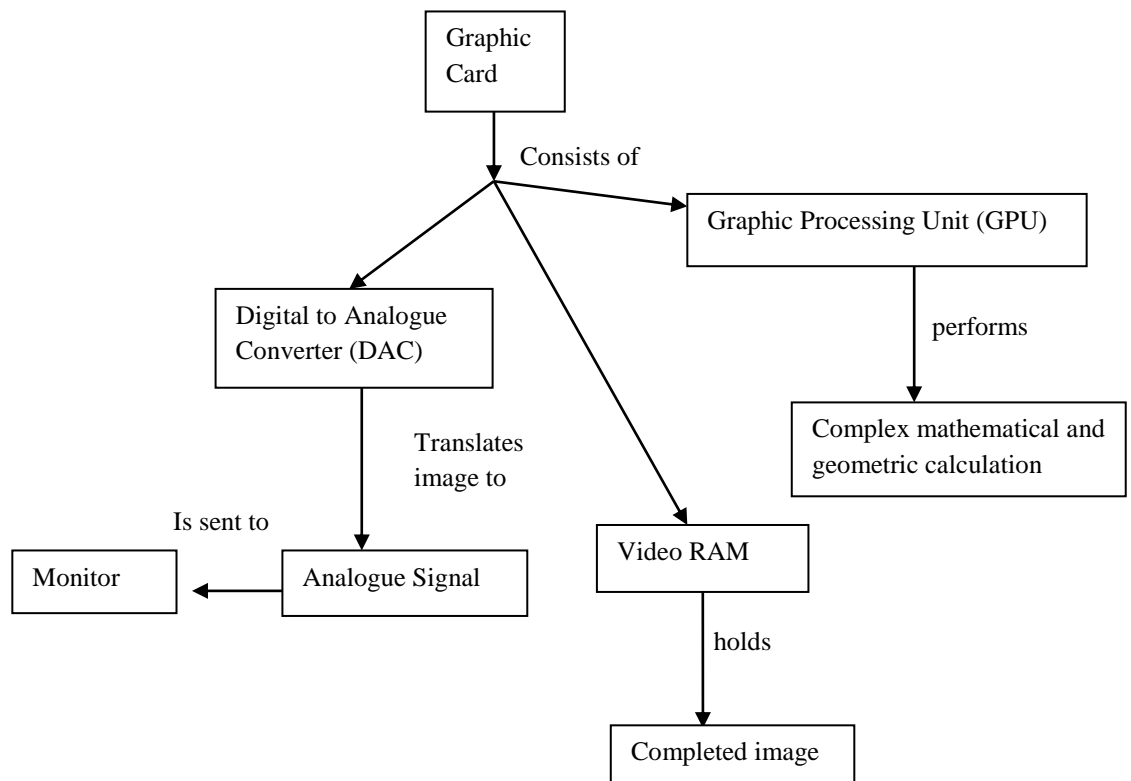 Graphic
Card
Consists of
Graphic Processing Unit (GPU)
Digital to Analogue
Converter (DAC)
performs
Complex mathematical and
geometric calculation
Translates
image to
Is sent to
Monitor
Analogue Signal
Video RAM
holds
Completed image